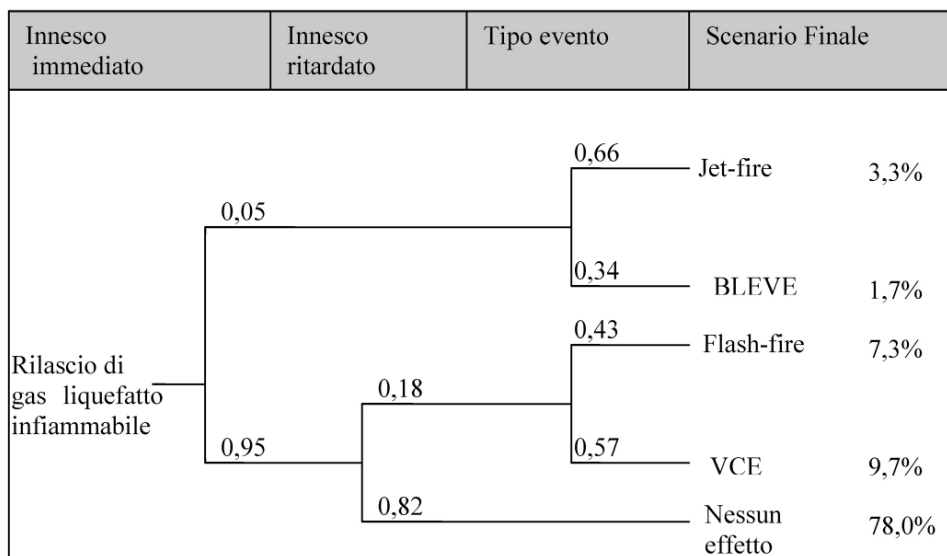 Innesco immediato
Innesco ritardato
Tipo evento
Scenario Finale
0,66
Jet-fire
3,3%
0,05
0,34
BLEVE
1,7%
0,43
Flash-fire
7,3%
Rilascio di
gas liquefatto
infiammabile
0,18
0,95
0,57
VCE
9,7%
0,82
Nessun
effetto
78,0%